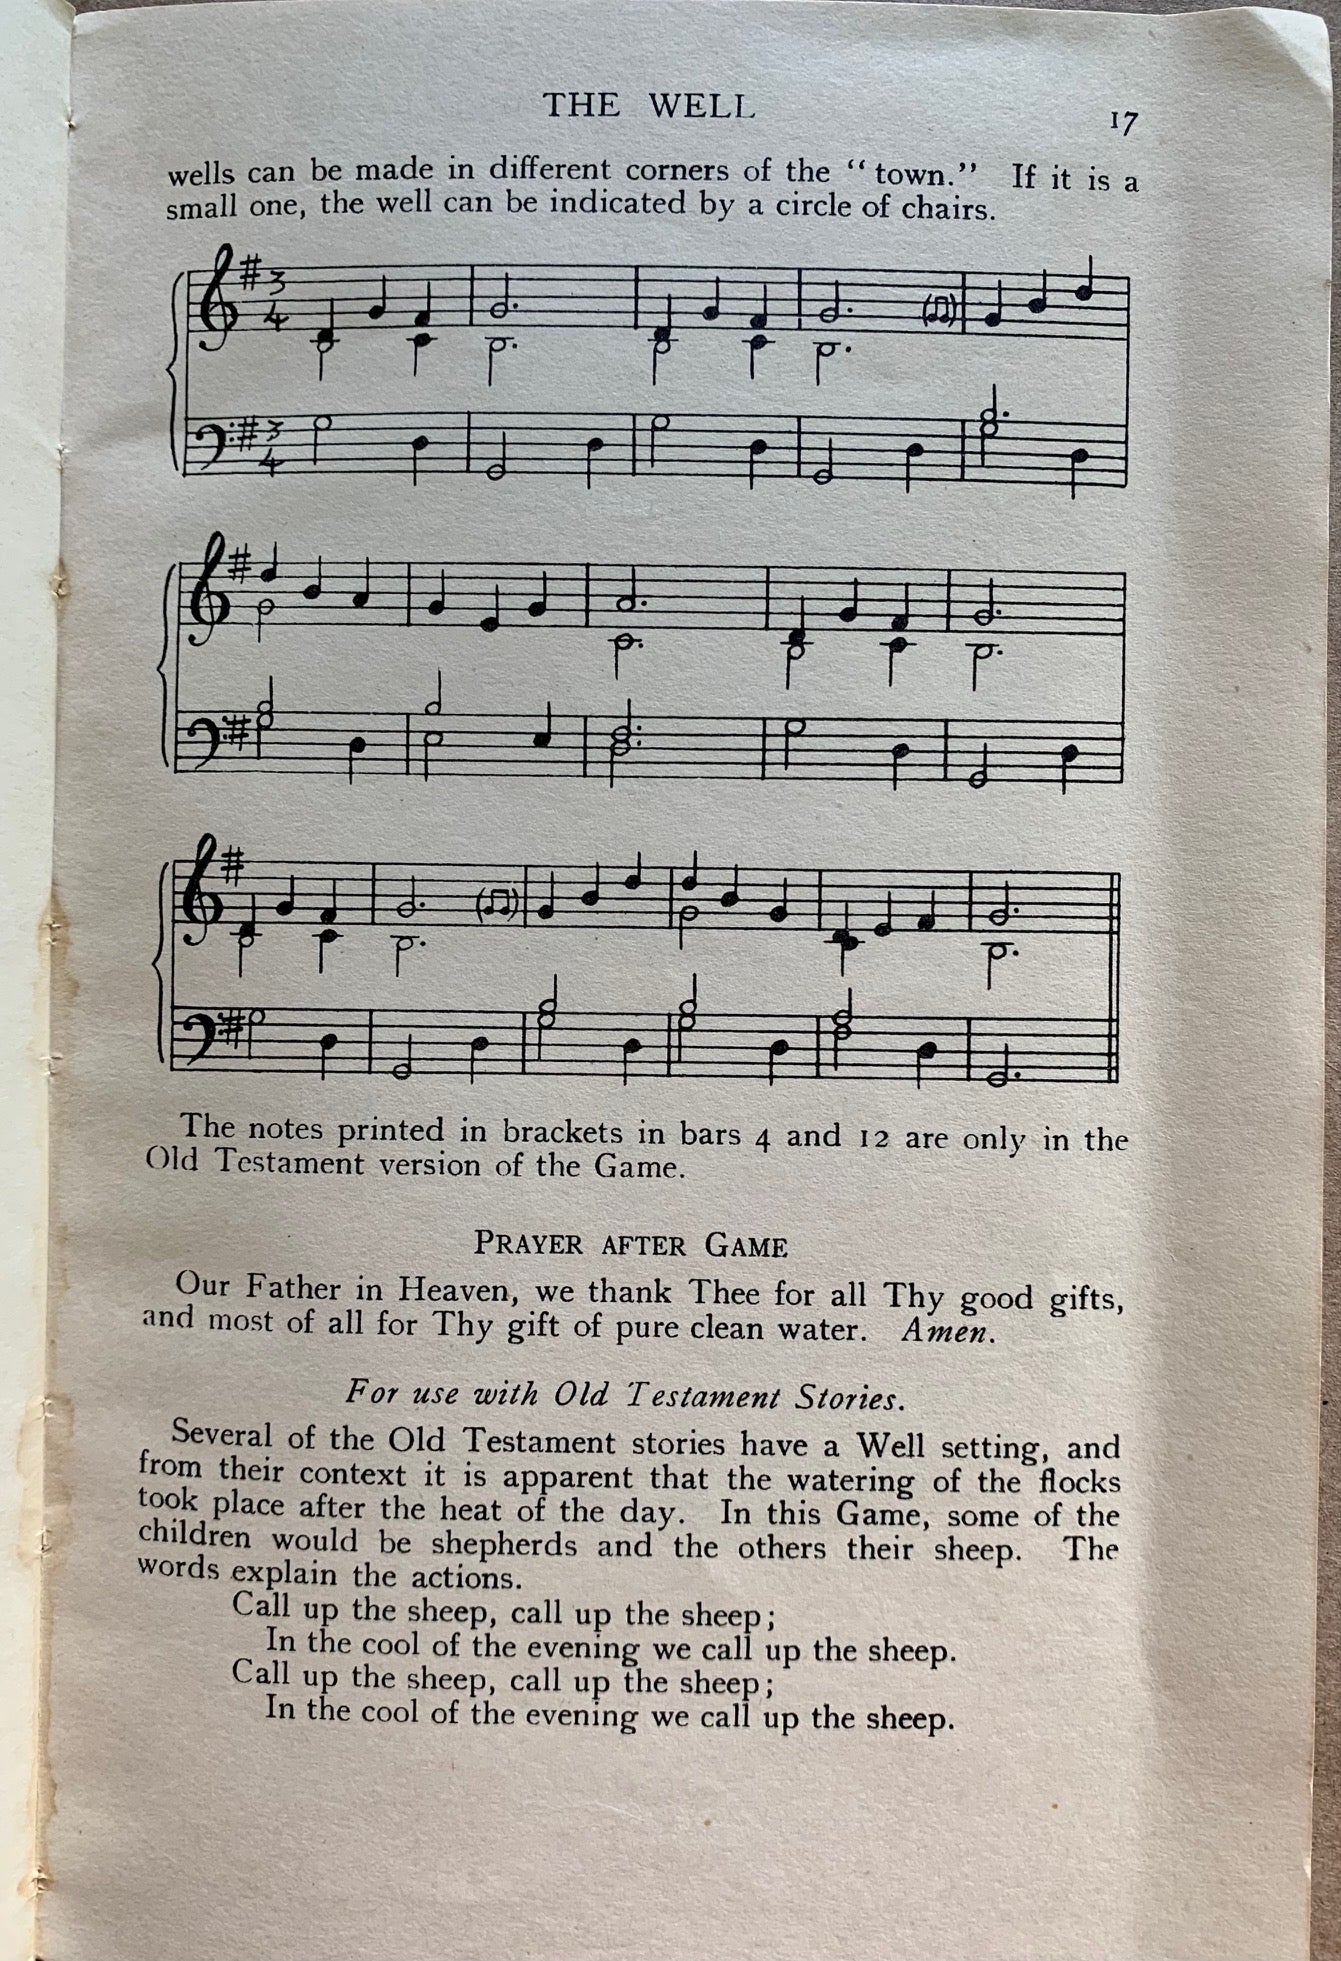 THE WELL
17
wells can be made in different corners of the “town.” If it is a
small one, the well can be indicated by a circle of chairs.
3
4
3
4
The notes printed in brackets in bars 4 and 12 are only in the
Old Testament version of the Game.
PRAYER AFTER GAME
Our Father in Heaven, we thank Thee for all Thy good gifts,
and most of all for Thy gift of pure clean water. Amen.
For use with Old Testament Stories.
Several of the Old Testament stories have a Well setting, and
from their context it is apparent that the watering of the flocks
took place after the heat of the day. In this Game, some of the
children would be shepherds and the others their sheep. The
words explain the actions.
Call up the sheep, call up the sheep;
In the cool of the evening we call up the sheep.
Call up the sheep, call up the sheep;
In the cool of the evening we call up the sheep.